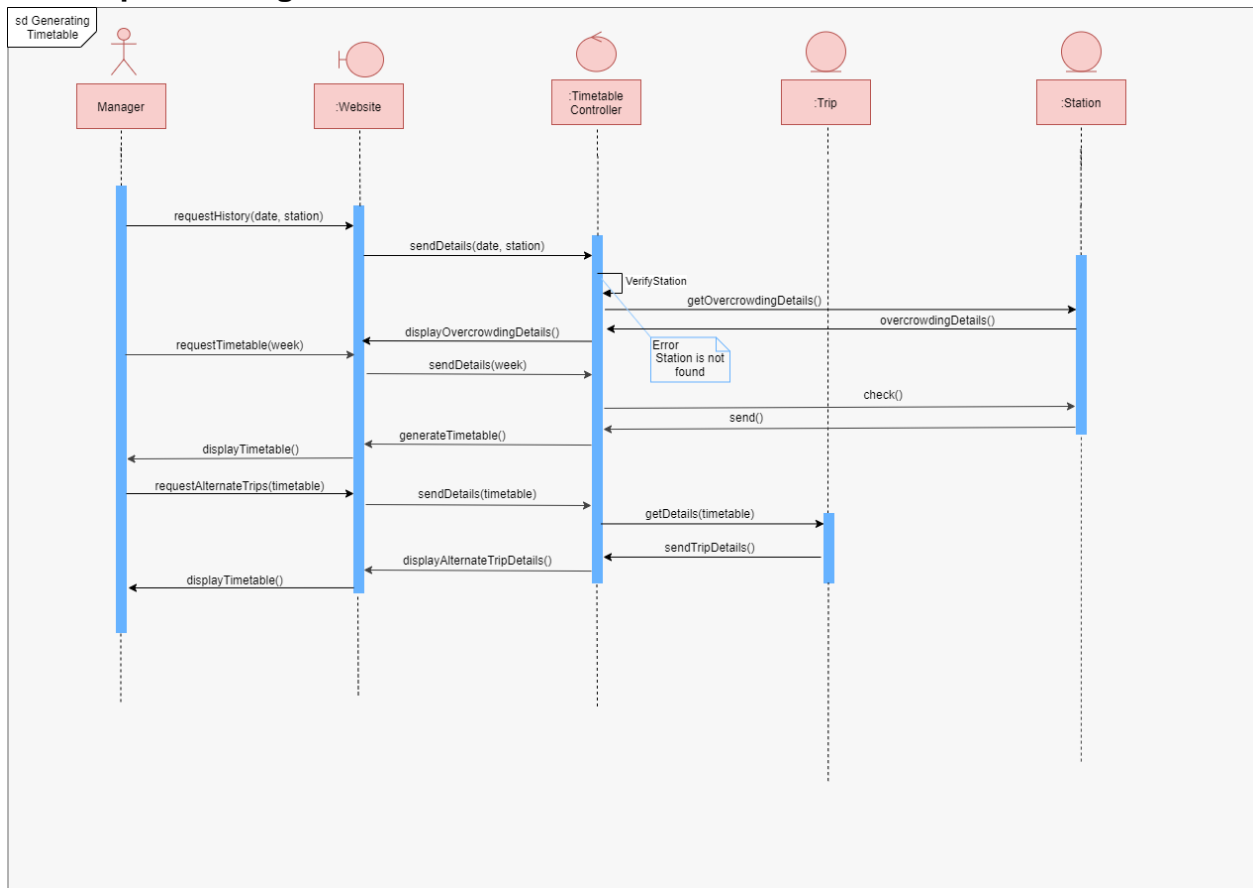 sd Generating
Timetable
Manager
:Website
:Timetable
Controller
:Trip
:Station
requestHistory(date, station)
sendDetails(date, station)
VerifyStation
getOvercrowdingDetails()
overcrowdingDetails()
displayOvercrowdingDetails()
requestTimetable(week)
Error
Station is not
found
sendDetails(week)
check()
send()
generateTimetable()
displayTimetable()
requestAlternateTrips(timetable)
sendDetails(timetable)
getDetails(timetable)
sendTripDetails()
displayAlternateTripDetails()
displayTimetable()